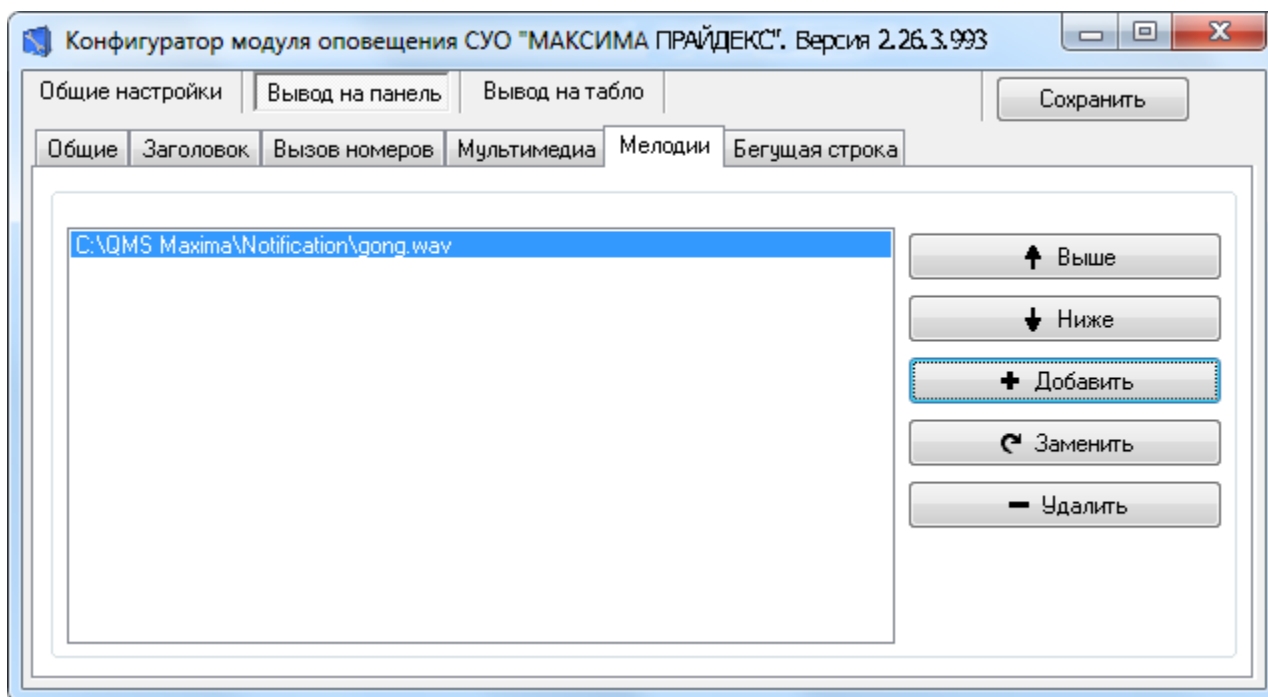 Конфигуратор модуля оповещения СУО "МАКСИМА ПРАЙДЕКС". Версия 2.26.3.993
Общие настройки Вывод на панель Вывод на табло Сохранить
Общие Заголовок Вызов номеров Мультимедиа Мелодии Бегущая строка
C:\QMS Maxima\Notification\gong.wav
Выше
Ниже
Добавить
Заменить
Удалить